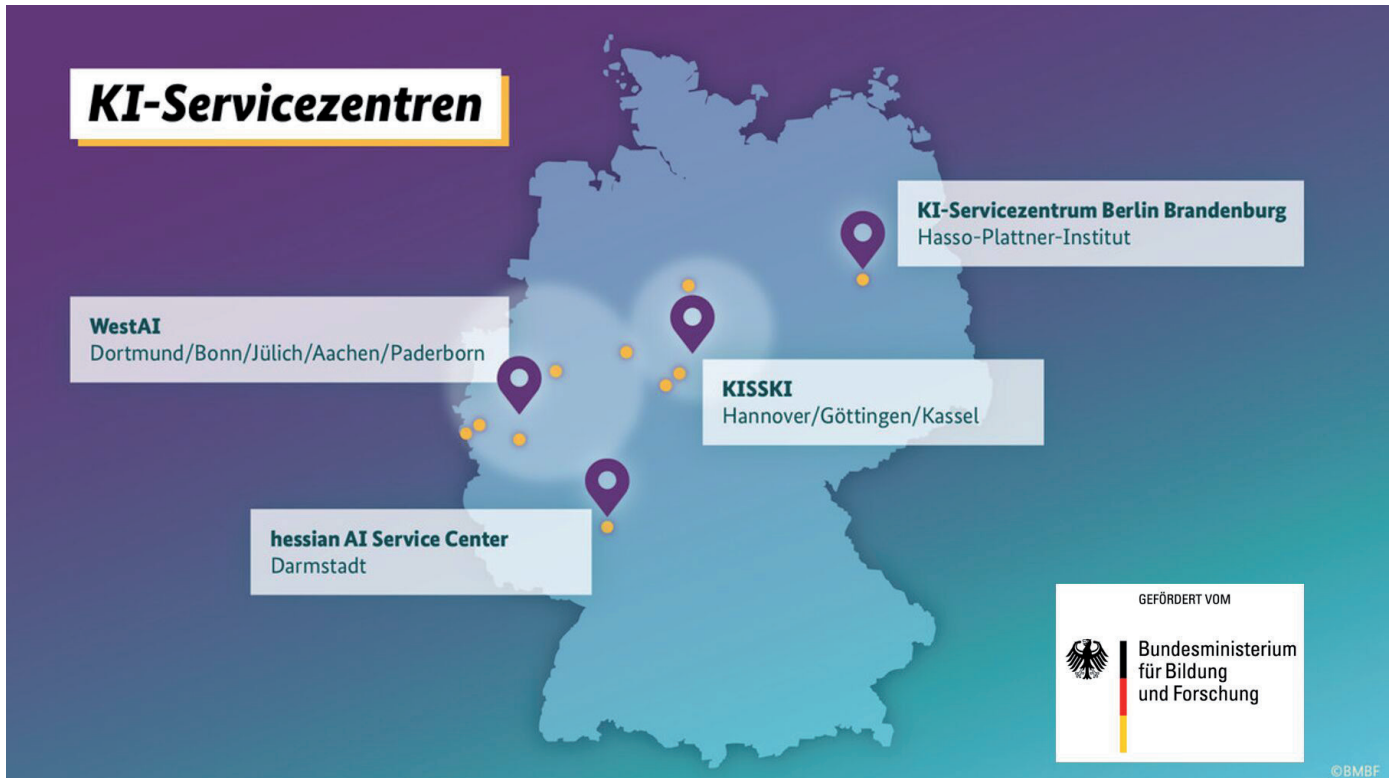 KI-Servicezentren
KI-Servicezentrum Berlin Brandenburg
Hasso-Plattner-Institut
WestAI
Dortmund/Bonn/Jülich/Aachen/Paderborn
KISSKI
Hannover/Göttingen/Kassel
hessian AI Service Center
Darmstadt
GEFÖRDERT VOM
Bundesministerium
für Bildung
und Forschung
©BMBF